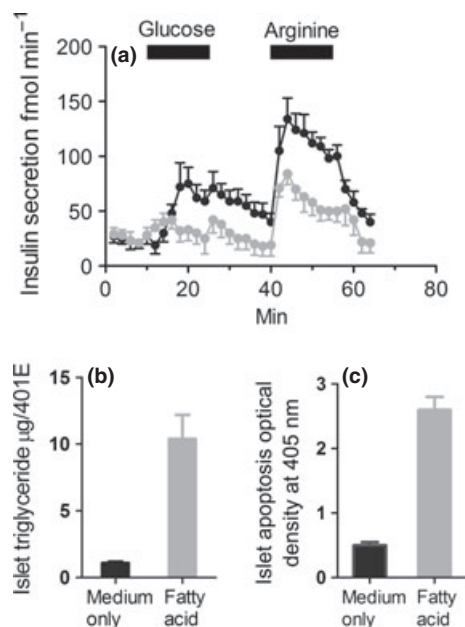 Glucose Arginine
(a)
Insulin secretion fmol min⁻¹
200
150
100
50
0
0 20 40 60 80
Min
(b)
Islet triglyceride µg/401E
15
10
5
0
Medium only
Fatty acid
(c)
Islet apoptosis optical
density at 405 nm
3
2
1
0
Medium only
Fatty acid